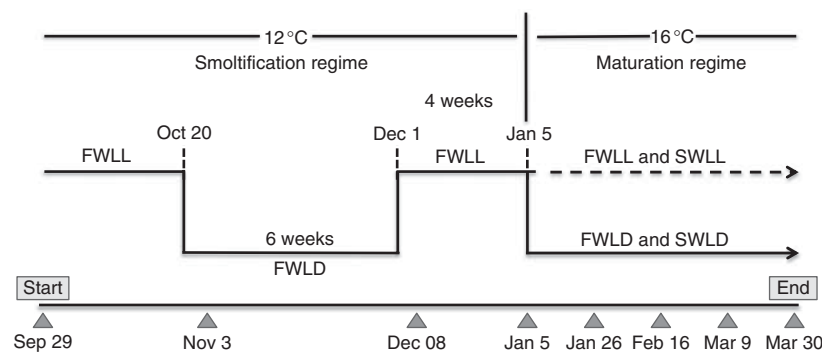 12°C 16°C
Smoltification regime Maturation regime
4 weeks
Oct 20 Dec 1 Jan 5
FWLL FWLL FWLL and SWLL
6 weeks FWLD and SWLD
FWLD
Start End
Sep 29 Nov 3 Dec 08 Jan 5 Jan 26 Feb 16 Mar 9 Mar 30